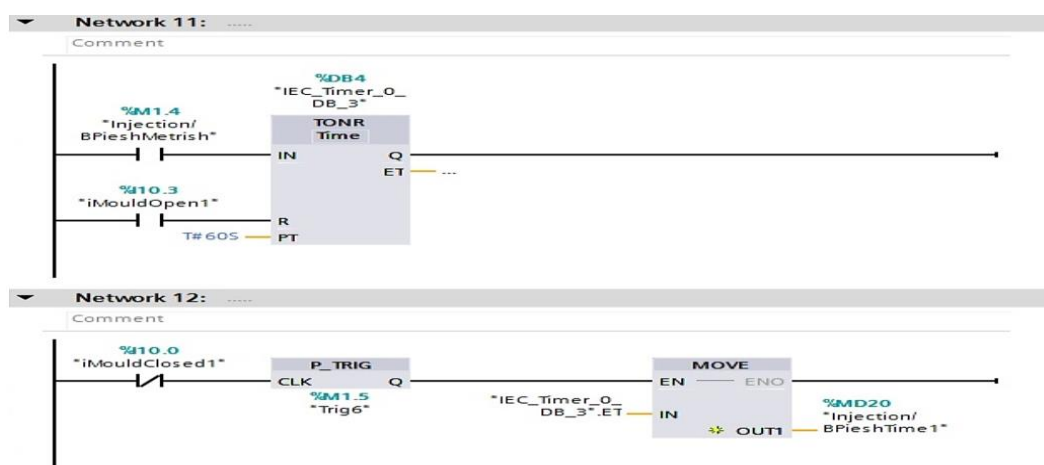 Network 11: .....
Comment
%DB4
"IEC_Timer_0_
DB_3"
%M1.4
"Injection/
BPieshMetrish"
TONR
Time
IN Q
ET ...
%I10.3
"iMouldOpen1"
R
T#60S PT
Network 12: .....
Comment
%I10.0
"iMouldClosed1"
P_TRIG
CLK Q
%M1.5
"Trig6"
MOVE
EN ENO
"IEC_Timer_0_
DB_3".ET IN
OUT1
%MD20
"Injection/
BPieshTime1"